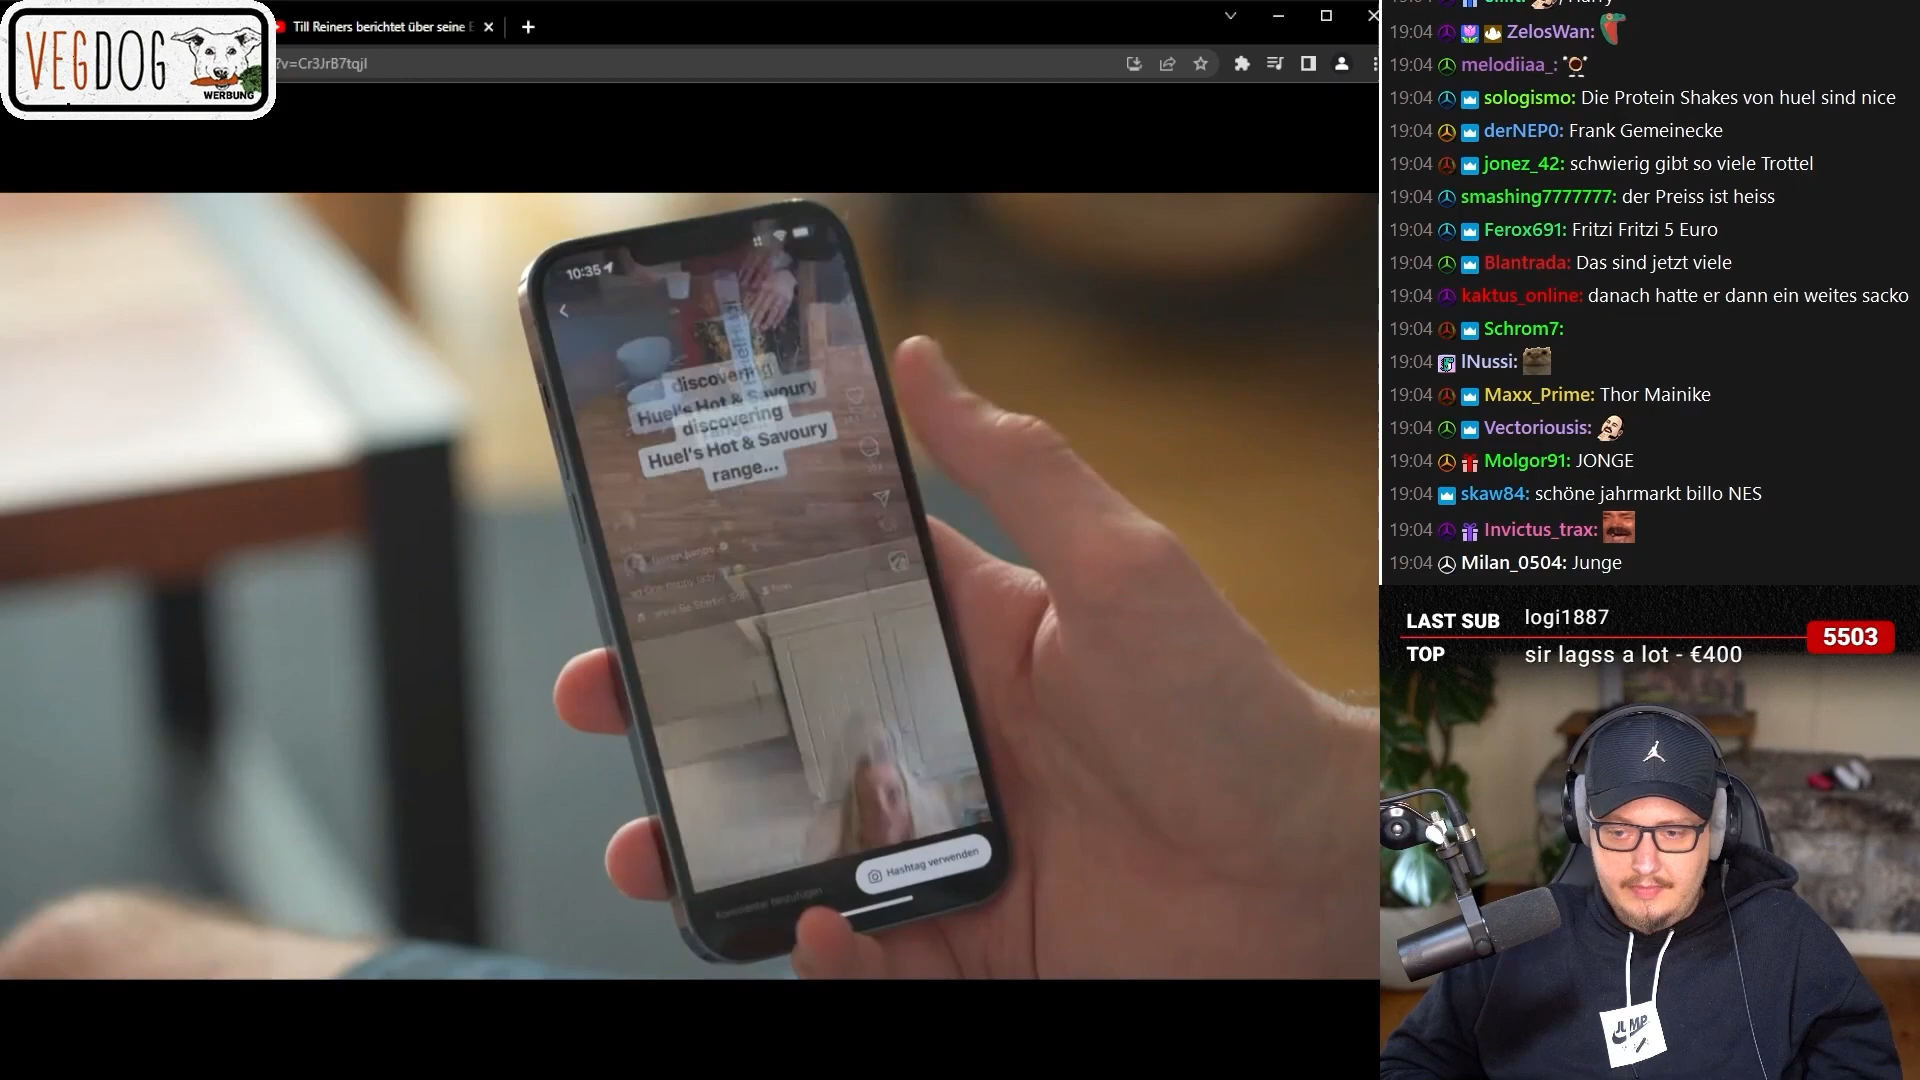 VEGDOG
WERBUNG
Till Reiners berichtet über seine E
?v=Cr3JrB7tqjI
10:35
discovering
Huel's Hot & Savoury
discovering
Huel's Hot & Savoury
range...
Hashtag verwenden
Kommentar hinzufügen
19:04 ZelosWan:
19:04 melodiiaa_:
19:04 sologismo: Die Protein Shakes von huel sind nice
19:04 derNEP0: Frank Gemeinecke
19:04 jonez_42: schwierig gibt so viele Trottel
19:04 smashing7777777: der Preiss ist heiss
19:04 Ferox691: Fritzi Fritzi 5 Euro
19:04 Blantrada: Das sind jetzt viele
19:04 kaktus_online: danach hatte er dann ein weites sacko
19:04 Schrom7:
19:04 lNussi:
19:04 Maxx_Prime: Thor Mainike
19:04 Vectoriousis:
19:04 Molgor91: JONGE
19:04 skaw84: schöne jahrmarkt billo NES
19:04 Invictus_trax:
19:04 Milan_0504: Junge
LAST SUB logi1887
5503
TOP sir lagss a lot - €400
JUMP